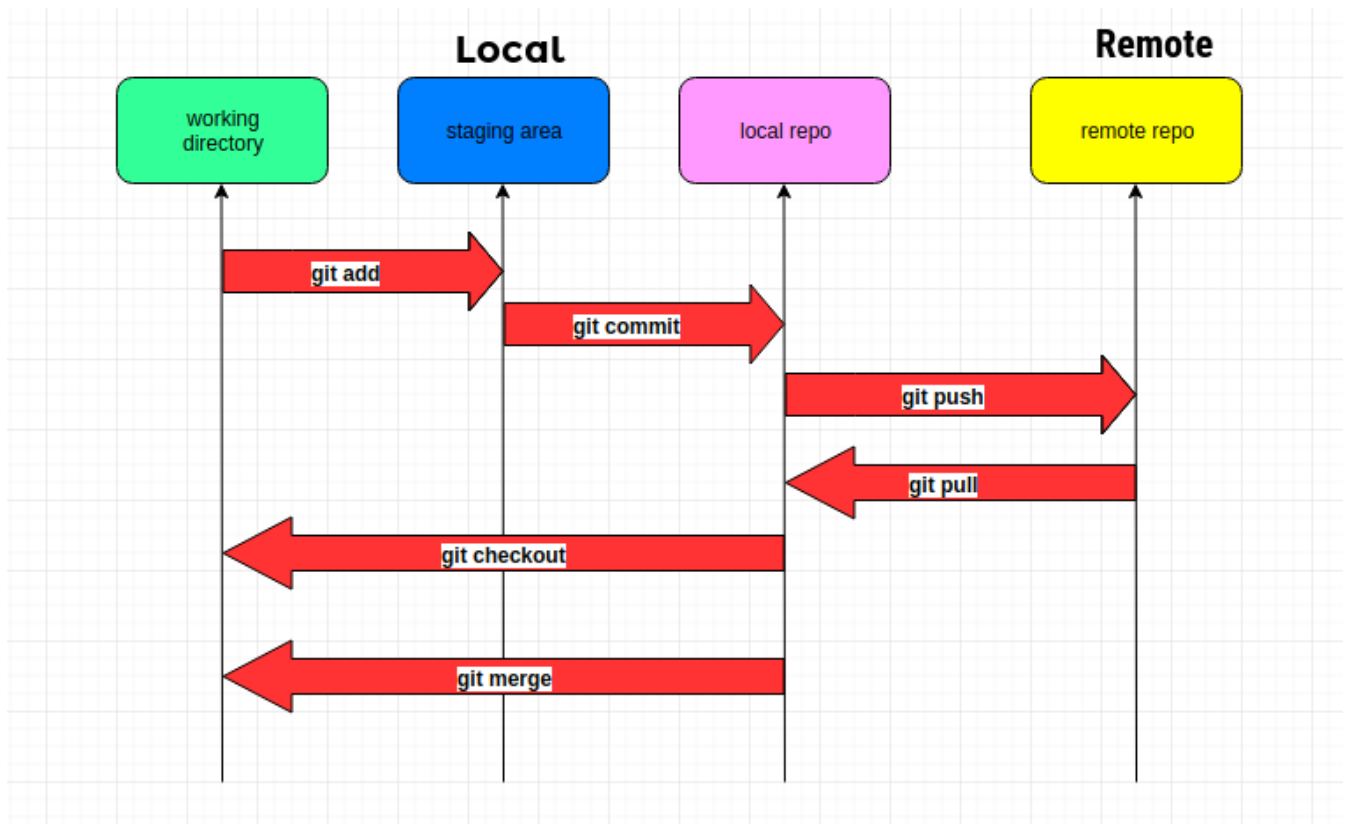 Local
Remote
working
directory
staging area
local repo
remote repo
git add
git commit
git push
git pull
git checkout
git merge